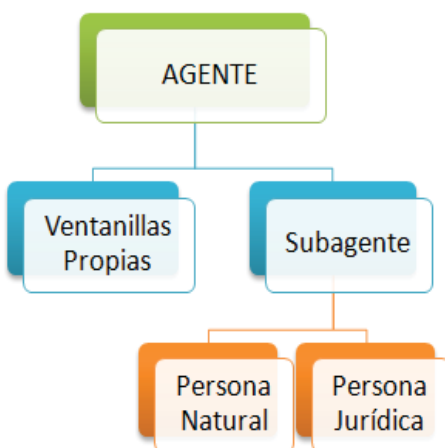 AGENTE
Ventanillas
Propias
Subagente
Persona
Natural
Persona
Jurídica